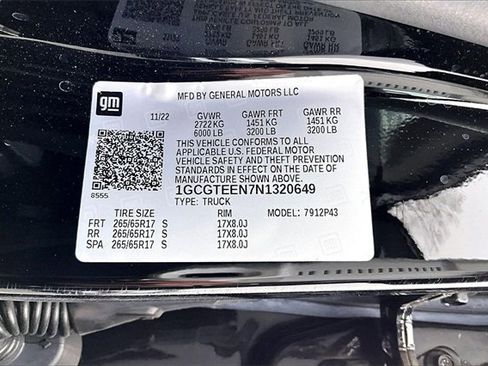 gm
MFD BY GENERAL MOTORS LLC
11/22 GVWR GAWR FRT GAWR RR
2722 KG 1451 KG 1451 KG
6000 LB 3200 LB 3200 LB
THIS VEHICLE CONFORMS TO ALL
APPLICABLE U.S. FEDERAL MOTOR
VEHICLE SAFETY AND THEFT PREVENTION
STANDARDS IN EFFECT ON THE DATE OF
MANUFACTURE SHOWN ABOVE.
8555
1GCGTEEN7N1320649
TYPE: TRUCK MODEL: 7912P43
TIRE SIZE RIM
FRT 265/65R17 S 17X8.0J
RR 265/65R17 S 17X8.0J
SPA 265/65R17 S 17X8.0J